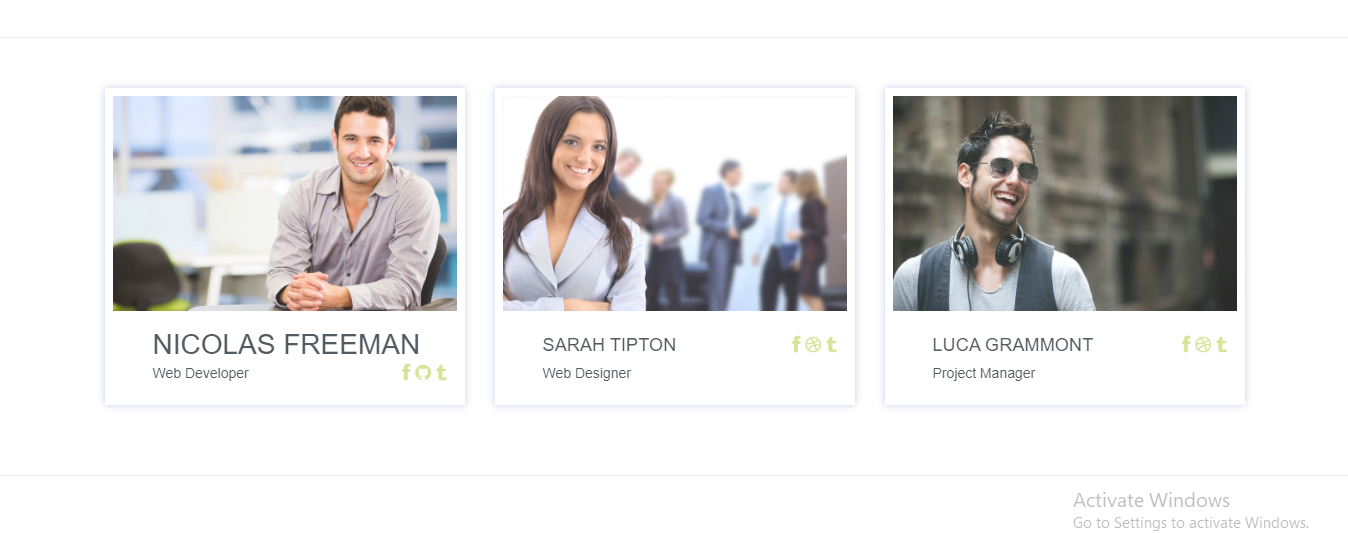 NICOLAS FREEMAN
Web Developer
SARAH TIPTON
Web Designer
LUCA GRAMMONT
Project Manager
Activate Windows
Go to Settings to activate Windows.